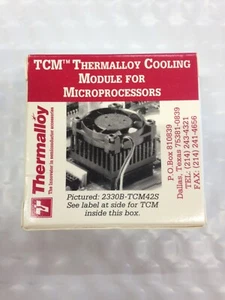 TCM™ THERMALLOY COOLING
MODULE FOR
MICROPROCESSORS
Thermalloy
The Innovator in semiconductor accessories
Pictured: 2330B-TCM42S
See label at side for TCM
inside this box.
P.O.Box 810839
Dallas, Texas 75381-0839
TEL: (214) 243-4321
FAX: (214) 241-4656